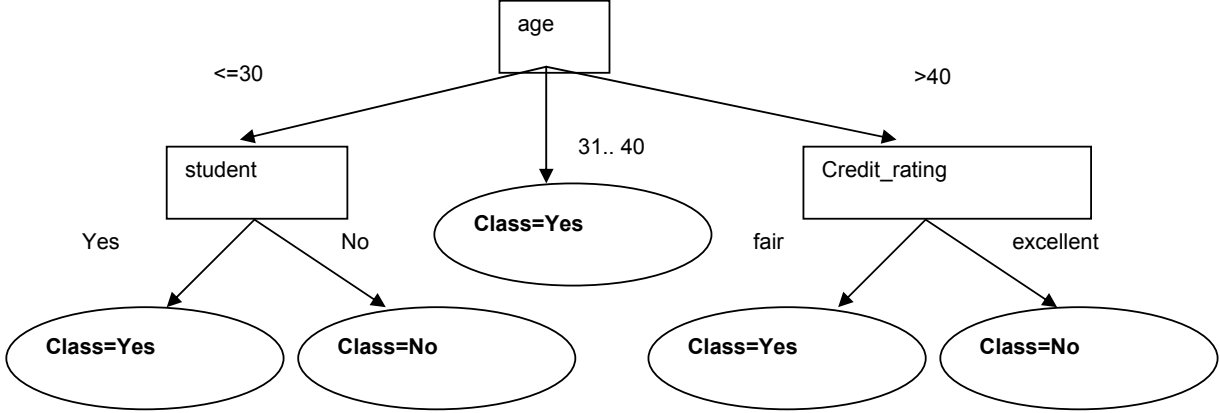 age
<=30
>40
31.. 40
student
Credit_rating
Class=Yes
Yes
No
fair
excellent
Class=Yes
Class=No
Class=Yes
Class=No